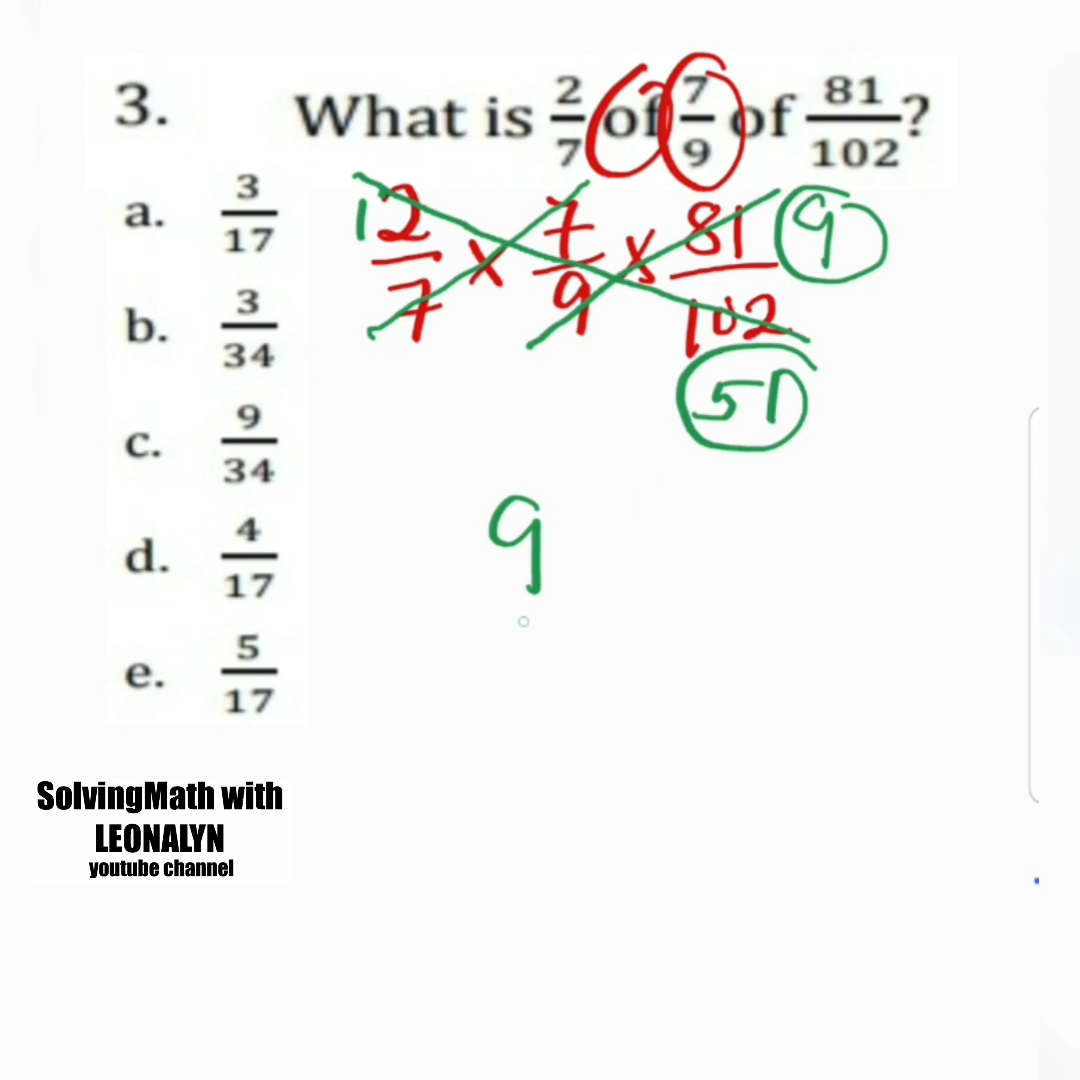 3. What is 2/7 of 7/9 of 81/102?
a. 3/17
b. 3/34
c. 9/34
d. 4/17
e. 5/17
1 2/7 x 7/9 x 81/102 9
51
9
SolvingMath with
LEONALYN
youtube channel